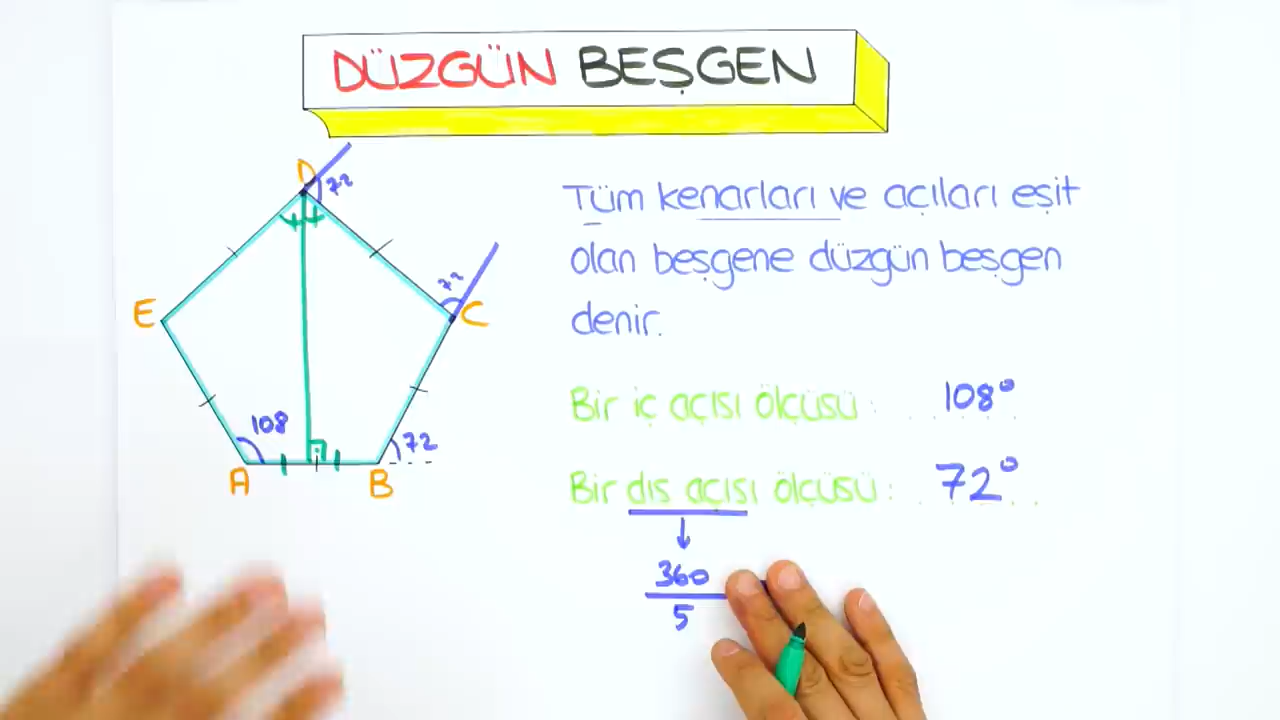 DÜZGÜN BEŞGEN
D
72
Tüm kenarları ve açıları eşit
olan beşgene düzgün beşgen
denir.
72
E
C
Bir iç açısı ölçüsü : 108°
108
72
A
B
Bir dış açısı ölçüsü : 72°
360
5